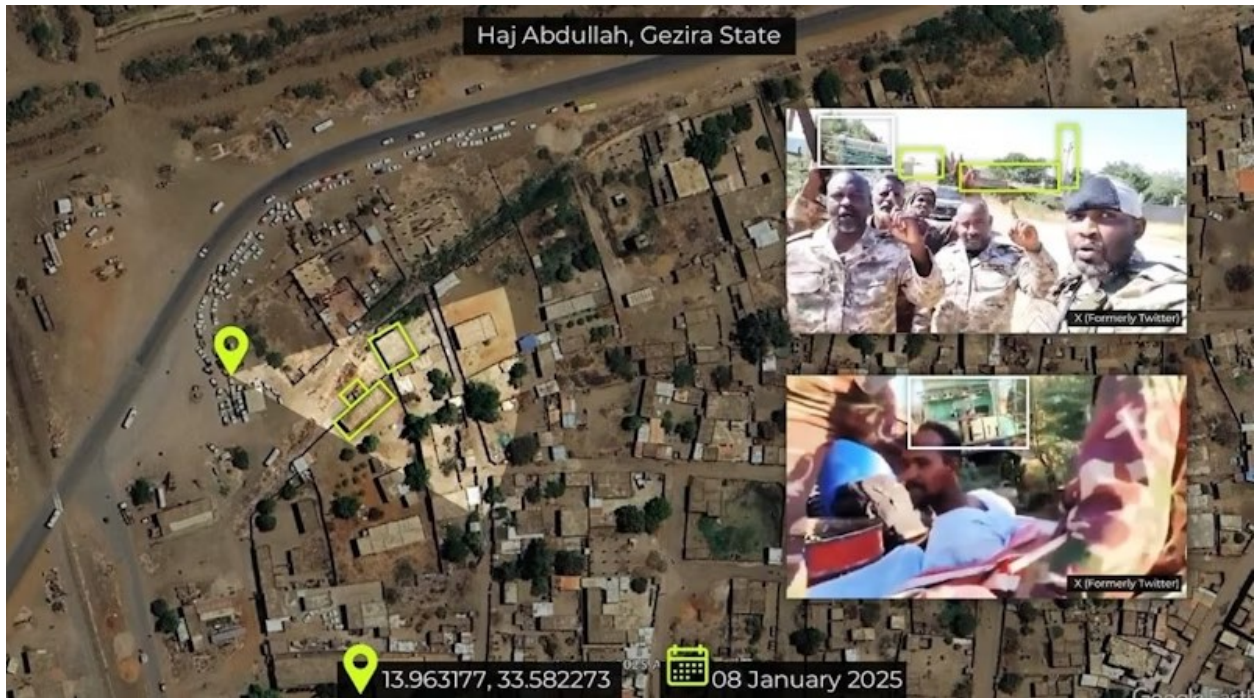 Haj Abdullah, Gezira State
X (Formerly Twitter)
X (Formerly Twitter)
13.963177, 33.582273
08 January 2025